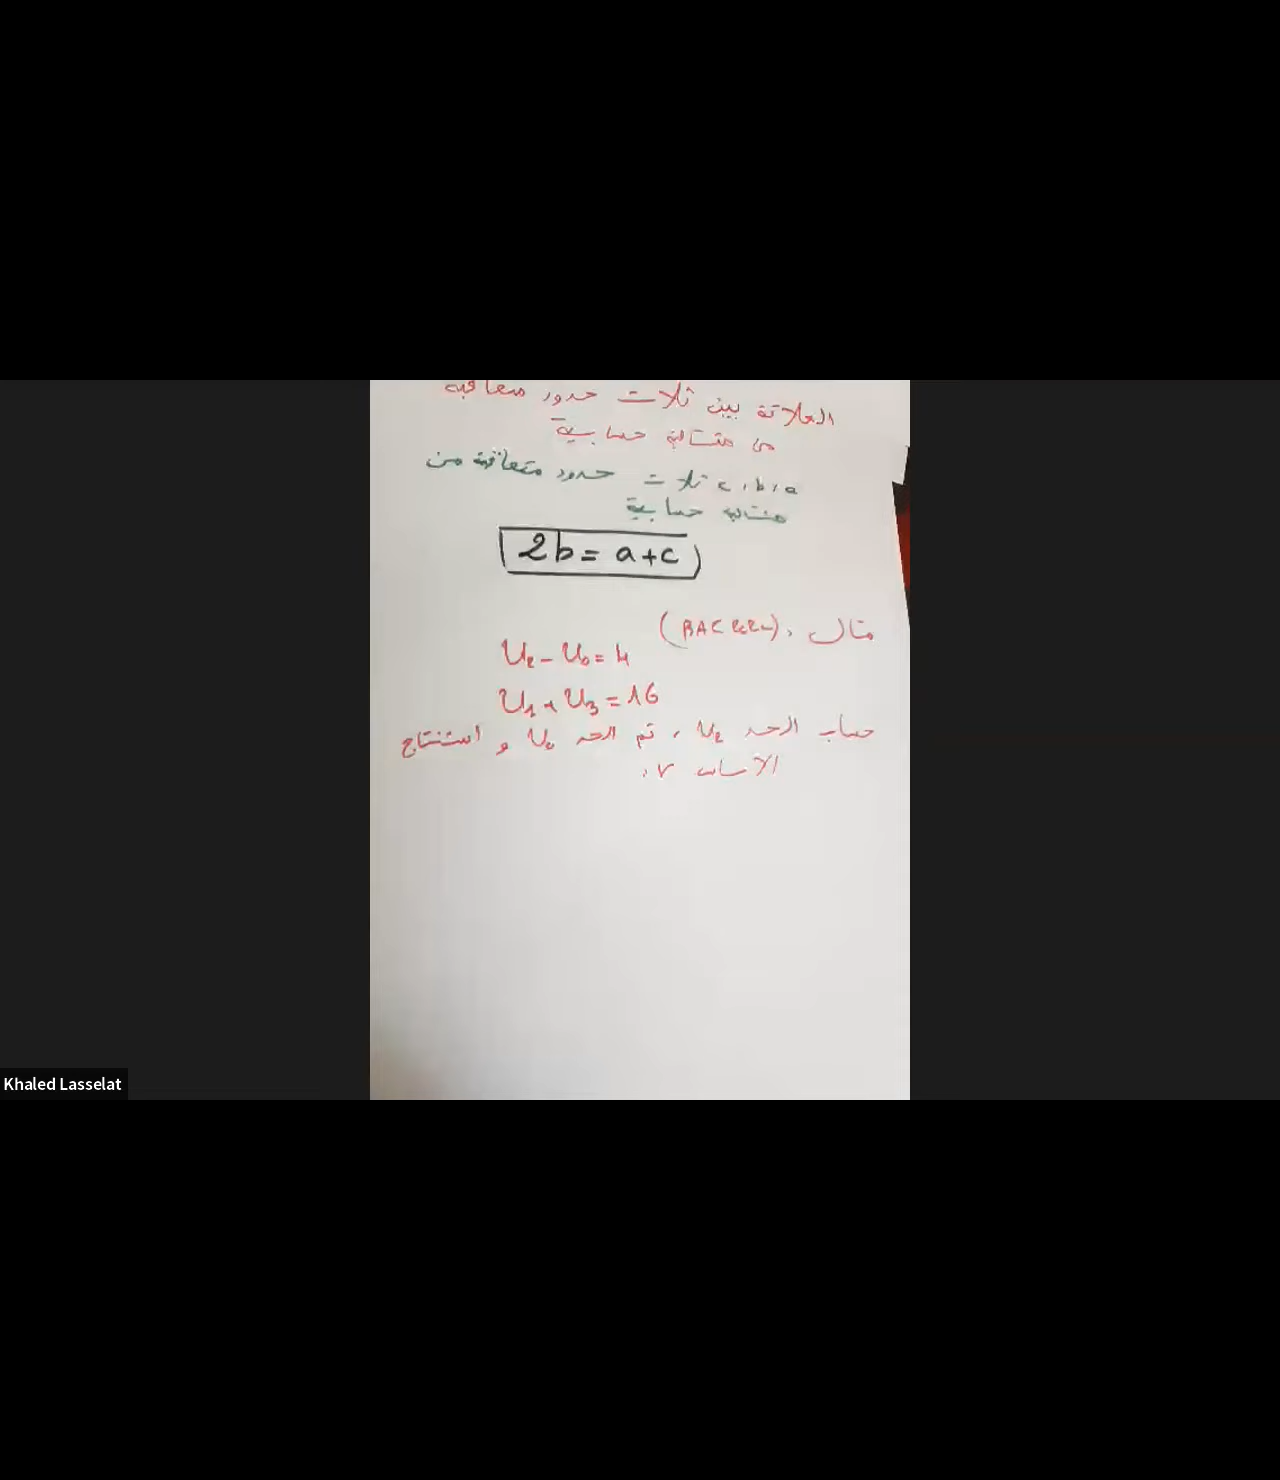 العلاقة بين ثلاث حدود متعاقبة
من متتالية حسابية
a، b، c ثلاث حدود متعاقبة من
متتالية حسابية
2b = a+c
مثال. (BAC
U₂ - U₀ = 4
U₁ + U₃ = 16
حساب الحد U₂، ثم الحد U₀ و استنتاج
الأساس r.
Khaled Lasselat